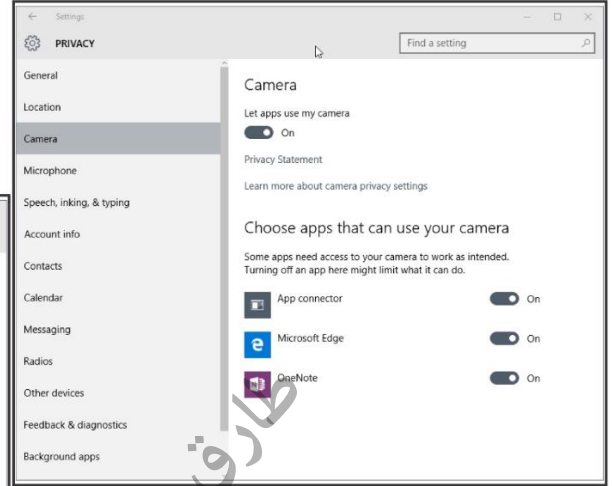 Settings
PRIVACY
Find a setting
General
Location
Camera
Microphone
Speech, inking, & typing
Account info
Contacts
Calendar
Messaging
Radios
Other devices
Feedback & diagnostics
Background apps
Camera
Let apps use my camera
On
Privacy Statement
Learn more about camera privacy settings
Choose apps that can use your camera
Some apps need access to your camera to work as intended.
Turning off an app here might limit what it can do.
App connector On
Microsoft Edge On
OneNote On
طارق